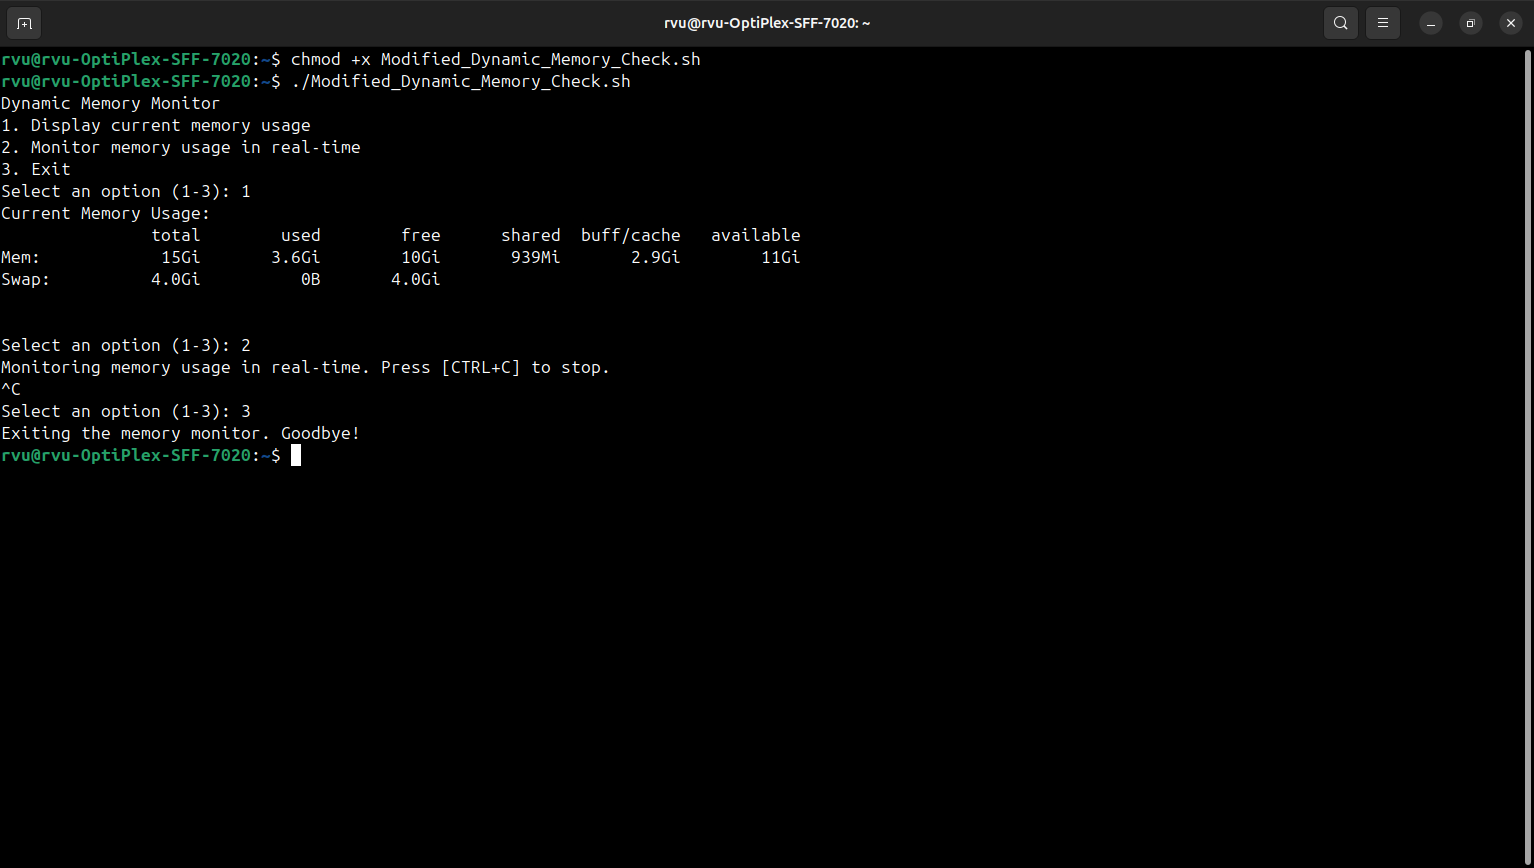 rvu@rvu-OptiPlex-SFF-7020: ~
rvu@rvu-OptiPlex-SFF-7020:~$ chmod +x Modified_Dynamic_Memory_Check.sh
rvu@rvu-OptiPlex-SFF-7020:~$ ./Modified_Dynamic_Memory_Check.sh
Dynamic Memory Monitor
1. Display current memory usage
2. Monitor memory usage in real-time
3. Exit
Select an option (1-3): 1
Current Memory Usage:
               total        used        free      shared  buff/cache   available
Mem:            15Gi       3.6Gi        10Gi       939Mi       2.9Gi        11Gi
Swap:          4.0Gi          0B       4.0Gi
Select an option (1-3): 2
Monitoring memory usage in real-time. Press [CTRL+C] to stop.
^C
Select an option (1-3): 3
Exiting the memory monitor. Goodbye!
rvu@rvu-OptiPlex-SFF-7020:~$